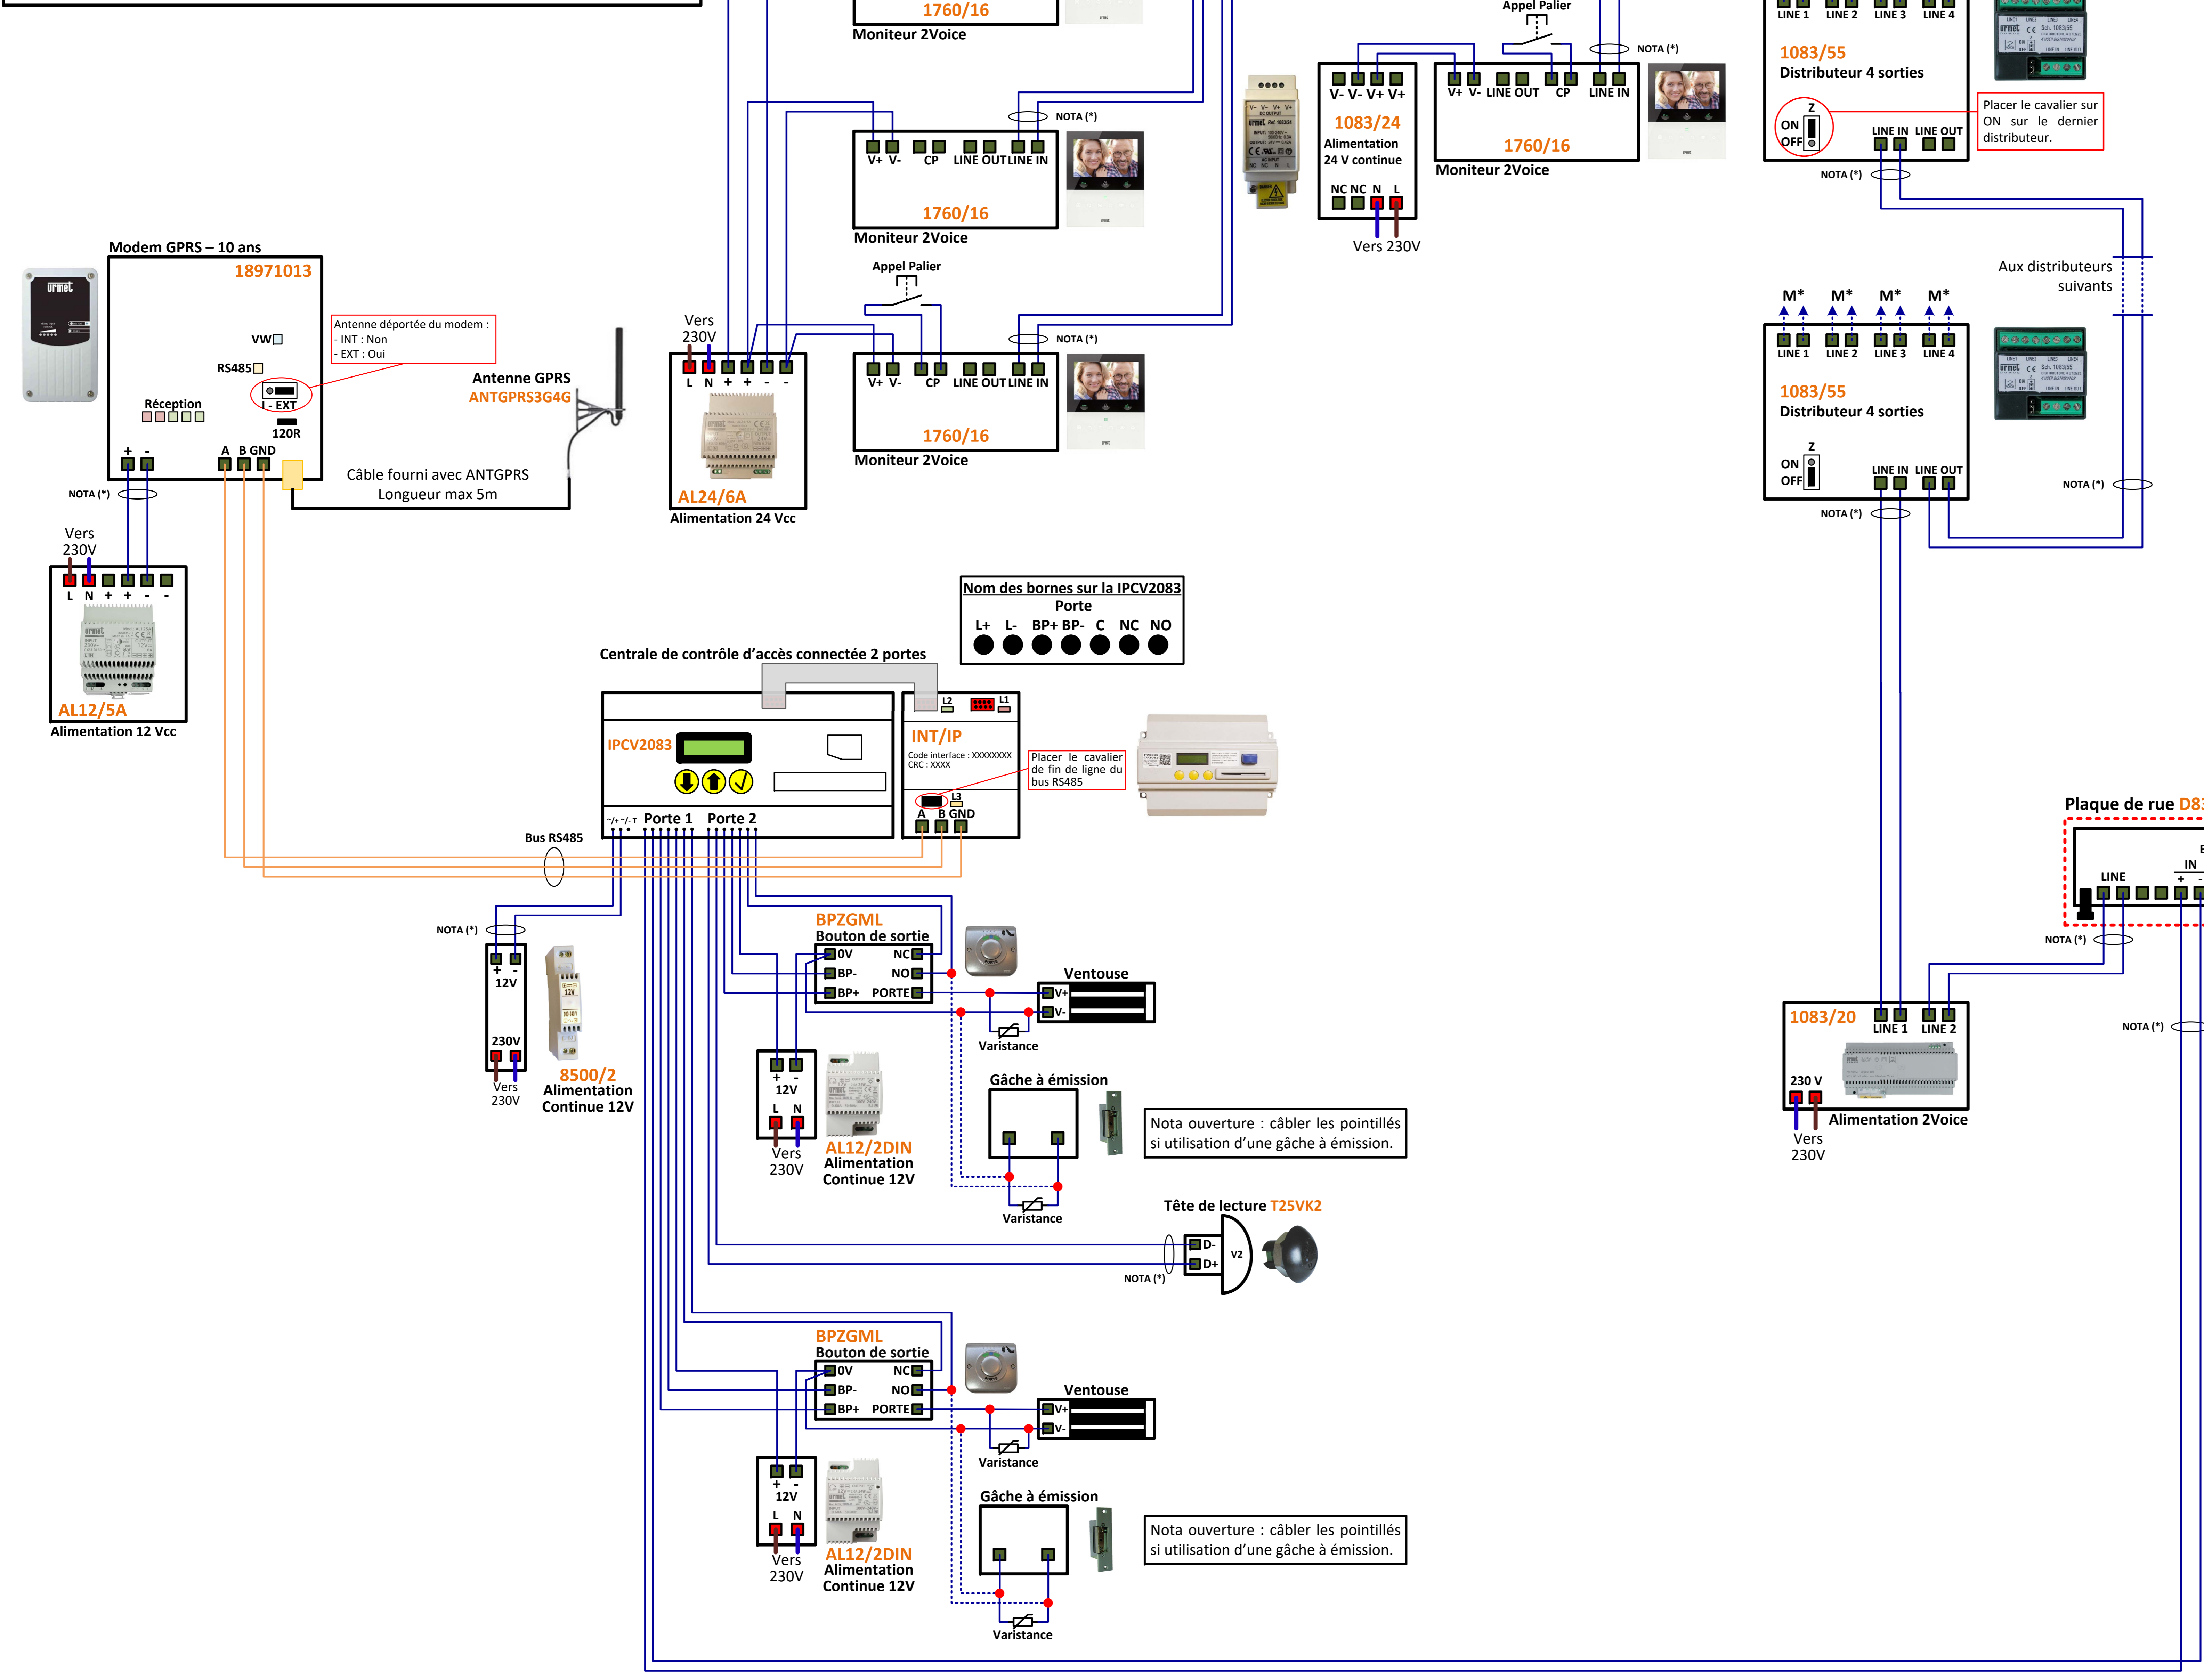 1760/16
Moniteur 2Voice
NOTA (*)
V+ V- CP LINE OUT LINE IN
1760/16
Moniteur 2Voice
Appel Palier
NOTA (*)
V+ V- CP LINE OUT LINE IN
1760/16
Moniteur 2Voice
Vers
230V
L N + + - -
AL24/6A
Alimentation 24 Vcc
V- V- V+ V+
1083/24
Alimentation
24 V continue
NC NC N L
Vers 230V
Appel Palier
NOTA (*)
V+ V- LINE OUT CP LINE IN
1760/16
Moniteur 2Voice
LINE 1 LINE 2 LINE 3 LINE 4
1083/55
Distributeur 4 sorties
Z
ON
OFF
LINE IN LINE OUT
Placer le cavalier sur
ON sur le dernier
distributeur.
NOTA (*)
Aux distributeurs
suivants
M* M* M* M*
LINE 1 LINE 2 LINE 3 LINE 4
1083/55
Distributeur 4 sorties
Z
ON
OFF
LINE IN LINE OUT
NOTA (*)
NOTA (*)
Modem GPRS – 10 ans
urmet
18971013
VW
RS485
I - EXT
120R
Réception
+ -
A B GND
Antenne déportée du modem :
- INT : Non
- EXT : Oui
Antenne GPRS
ANTGPRS3G4G
Câble fourni avec ANTGPRS
Longueur max 5m
NOTA (*)
Vers
230V
L N + + - -
AL12/5A
Alimentation 12 Vcc
Nom des bornes sur la IPCV2083
Porte
L+ L- BP+ BP- C NC NO
Centrale de contrôle d’accès connectée 2 portes
IPCV2083
~/+ ~/- T Porte 1 Porte 2
L2 L1
INT/IP
Code interface : XXXXXXXX
CRC : XXXX
L3
A B GND
Placer le cavalier
de fin de ligne du
bus RS485
Bus RS485
NOTA (*)
+ -
12V
230V
Vers
230V
8500/2
Alimentation
Continue 12V
BPZGML
Bouton de sortie
0V NC
BP- NO
BP+ PORTE
Ventouse
V+
V-
Varistance
+ -
12V
L N
Vers
230V
AL12/2DIN
Alimentation
Continue 12V
Gâche à émission
Varistance
Nota ouverture : câbler les pointillés
si utilisation d’une gâche à émission.
Tête de lecture T25VK2
D-
D+
V2
NOTA (*)
BPZGML
Bouton de sortie
0V NC
BP- NO
BP+ PORTE
Ventouse
V+
V-
Varistance
+ -
12V
L N
Vers
230V
AL12/2DIN
Alimentation
Continue 12V
Gâche à émission
Varistance
Nota ouverture : câbler les pointillés
si utilisation d’une gâche à émission.
Plaque de rue
IN
LINE + -
NOTA (*)
1083/20
LINE 1 LINE 2
230 V
Alimentation 2Voice
Vers
230V
NOTA (*)